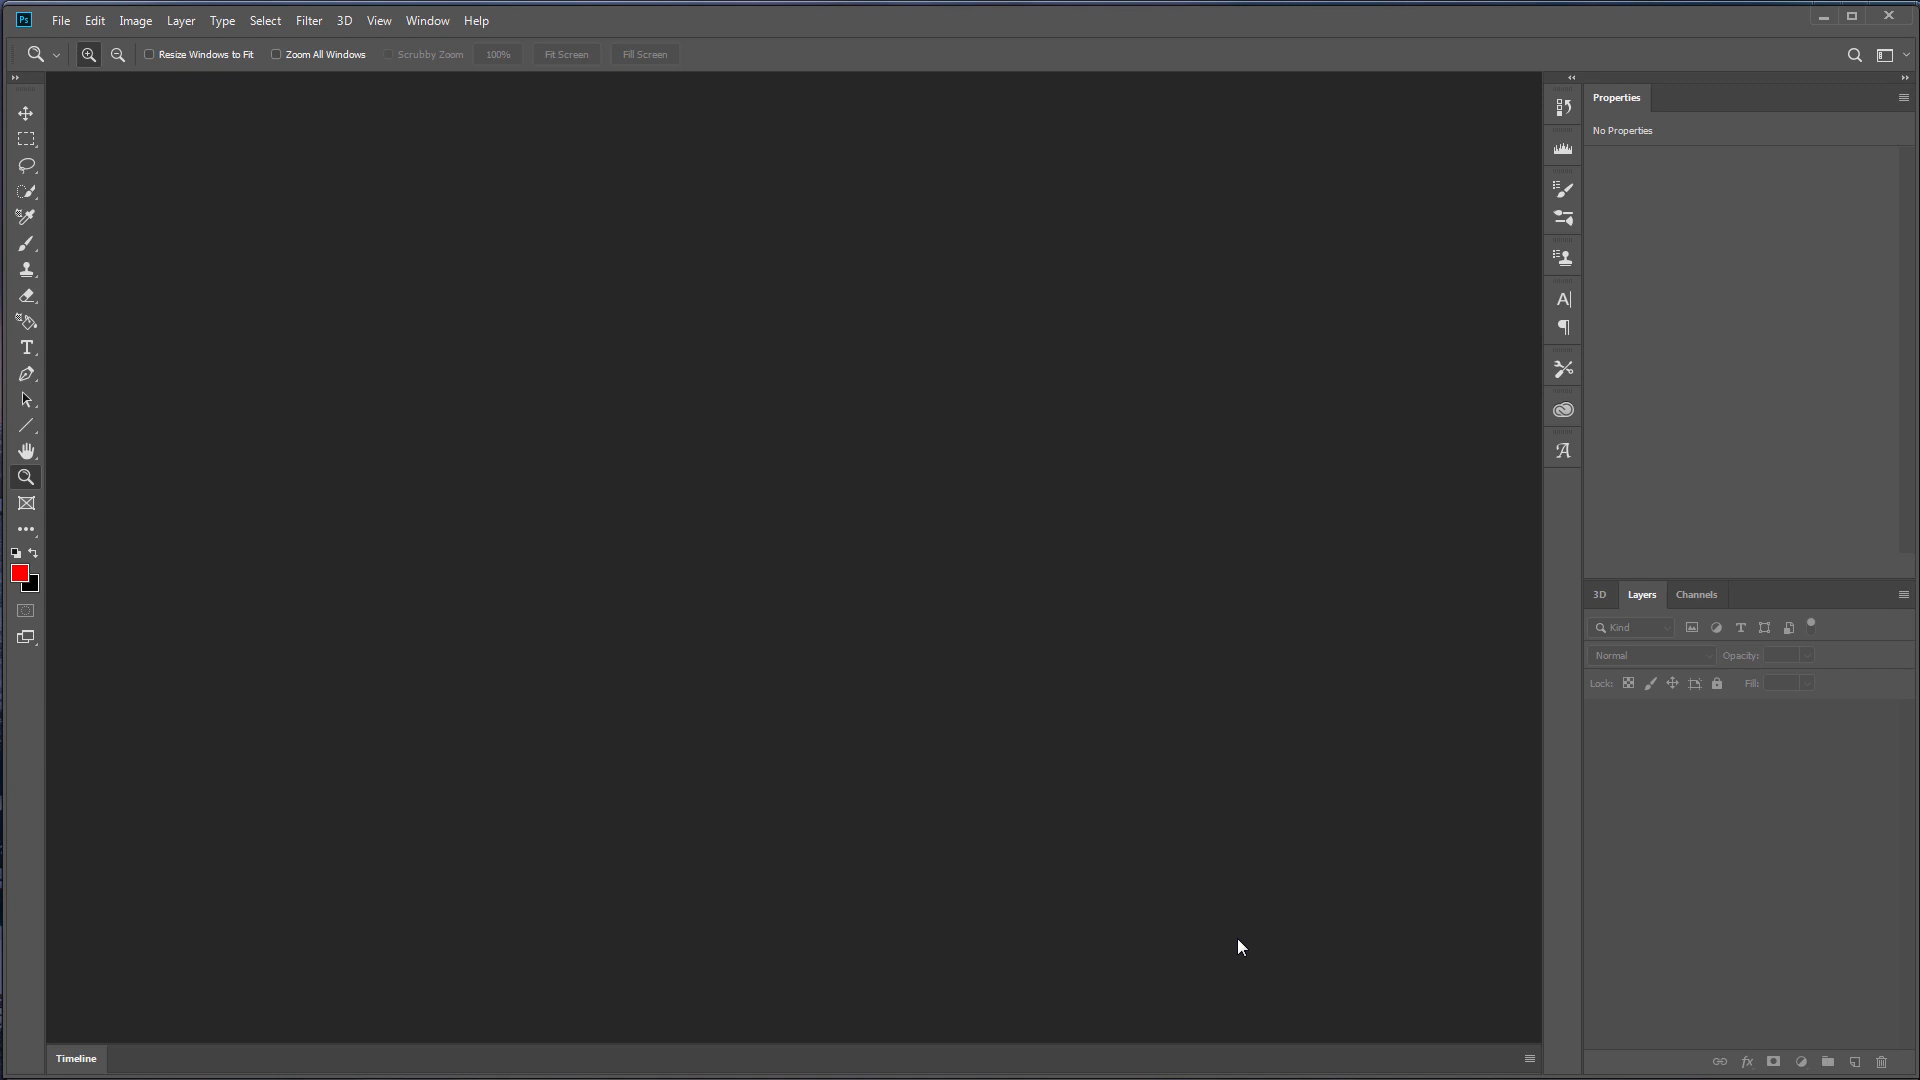 Ps File Edit Image Layer Type Select Filter 3D View Window Help
Resize Windows to Fit Zoom All Windows Scrubby Zoom 100% Fit Screen Fill Screen
Properties
No Properties
3D Layers Channels
Kind
Normal Opacity:
Lock: Fill:
Timeline
fx